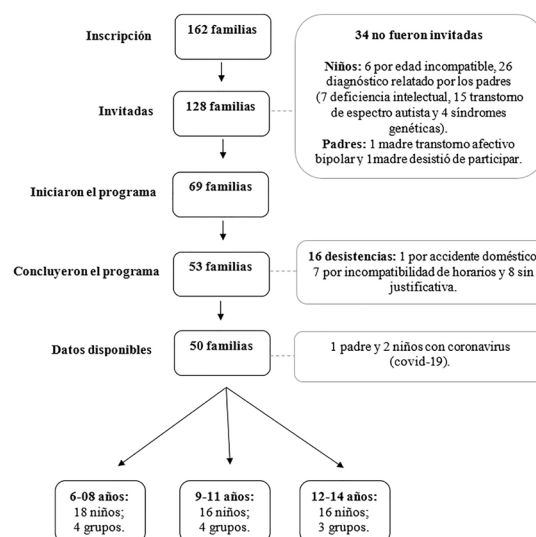 Inscripción
162 familias
34 no fueron invitadas
Niños: 6 por edad incompatible, 26
diagnóstico relatado por los padres
(7 deficiencia intelectual, 15 transtorno
de espectro autista y 4 síndromes
genéticas).
Padres: 1 madre transtorno afectivo
bipolar y 1madre desistió de participar.
Invitadas
128 familias
Iniciaron el programa
69 familias
Concluyeron el programa
53 familias
16 desistencias: 1 por accidente doméstico
7 por incompatibilidad de horarios y 8 sin
justificativa.
Datos disponibles
50 familias
1 padre y 2 niños con coronavirus
(covid-19).
6-08 años:
18 niños;
4 grupos.
9-11 años:
16 niños;
4 grupos.
12-14 años:
16 niños;
3 grupos.